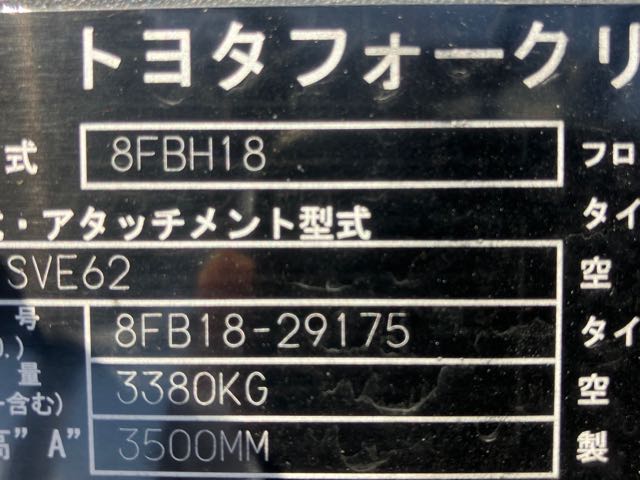 トヨタフォークリ
式 8FBH18 フロ
・アタッチメント型式 タイ
SVE62 空
号 8FB18-29175 タイ
O.)
量 3380KG 空
含む)
高"A" 3500MM 製